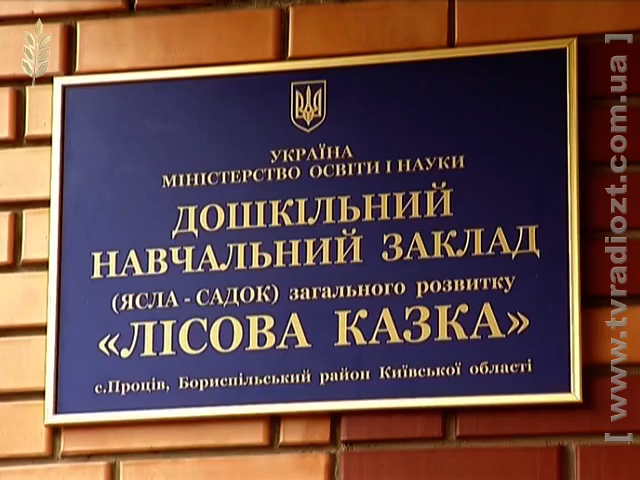 УКРАЇНА
МІНІСТЕРСТВО ОСВІТИ І НАУКИ
ДОШКІЛЬНИЙ
НАВЧАЛЬНИЙ ЗАКЛАД
(ЯСЛА - САДОК) загального розвитку
«ЛІСОВА КАЗКА»
с.Проців, Бориспільський район Київської області
[ www.tvradiozt.com.ua ]